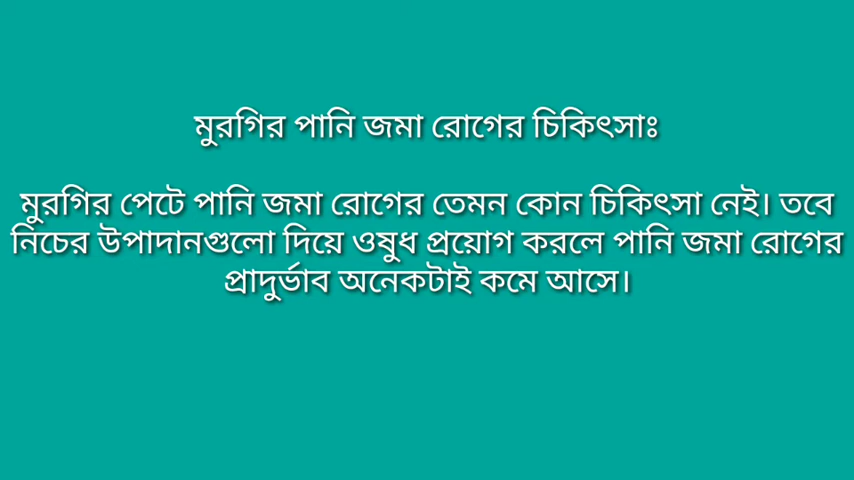 মুরগির পানি জমা রোগের চিকিৎসাঃ
মুরগির পেটে পানি জমা রোগের তেমন কোন চিকিৎসা নেই। তবে
নিচের উপাদানগুলো দিয়ে ওষুধ প্রয়োগ করলে পানি জমা রোগের
প্রাদুর্ভাব অনেকটাই কমে আসে।